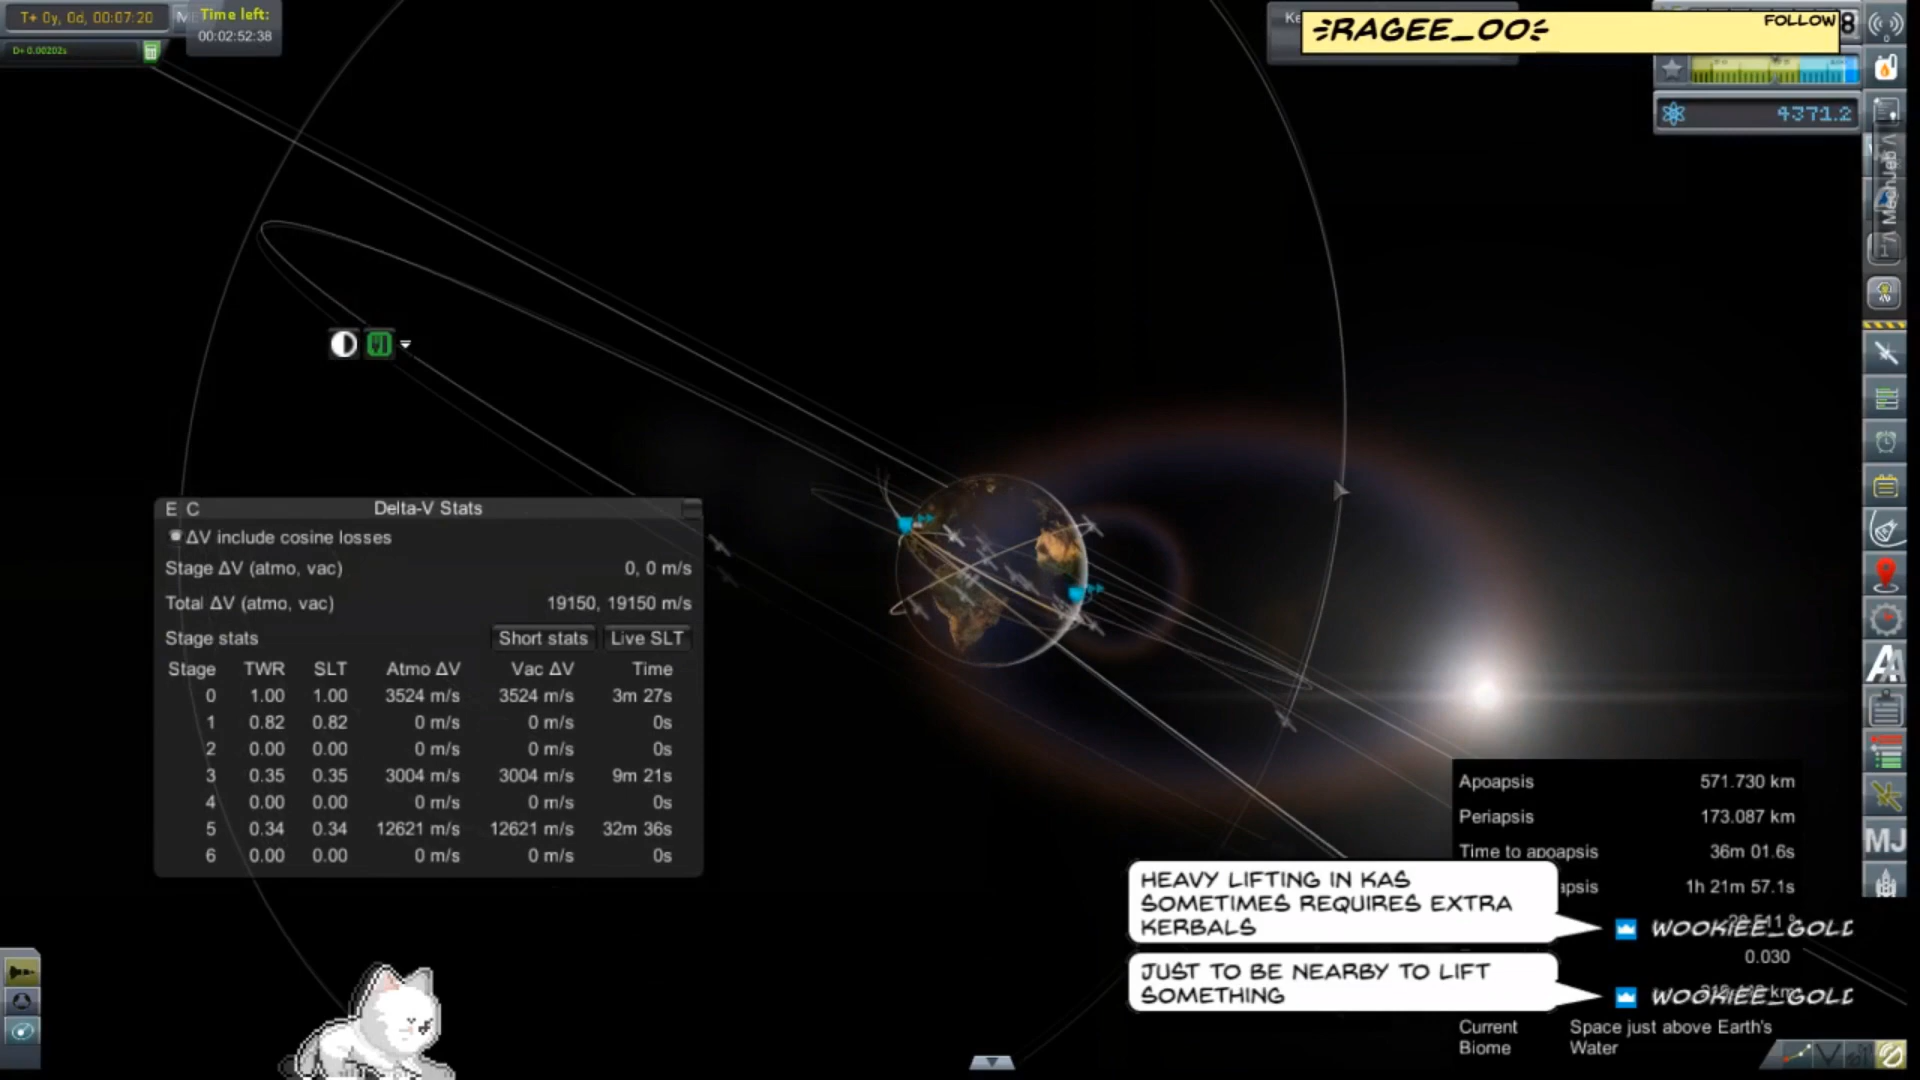 T+ 0y, 0d, 00:07:20
Time left:
00:02:52:38
D+ 0.00202s
RAGEE_OO
FOLLOW
8
4371.2
MechJeb
E C Delta-V Stats
ΔV include cosine losses
Stage ΔV (atmo, vac) 0, 0 m/s
Total ΔV (atmo, vac) 19150, 19150 m/s
Stage stats Short stats Live SLT
Stage TWR SLT Atmo ΔV Vac ΔV Time
0 1.00 1.00 3524 m/s 3524 m/s 3m 27s
1 0.82 0.82 0 m/s 0 m/s 0s
2 0.00 0.00 0 m/s 0 m/s 0s
3 0.35 0.35 3004 m/s 3004 m/s 9m 21s
4 0.00 0.00 0 m/s 0 m/s 0s
5 0.34 0.34 12621 m/s 12621 m/s 32m 36s
6 0.00 0.00 0 m/s 0 m/s 0s
Apoapsis 571.730 km
Periapsis 173.087 km
Time to apoapsis 36m 01.6s
apsis 1h 21m 57.1s
HEAVY LIFTING IN KAS
SOMETIMES REQUIRES EXTRA
KERBALS
WOOKIEE_GOLD
0.030
JUST TO BE NEARBY TO LIFT
SOMETHING
WOOKIEE_GOLD
Current Biome Space just above Earth's Water
MJ